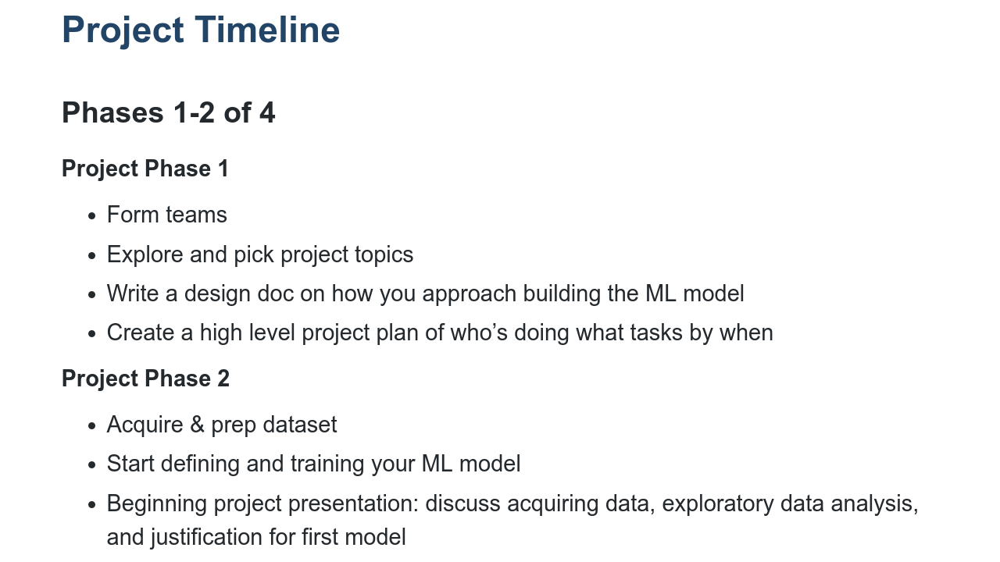 Project Timeline
Phases 1-2 of 4
Project Phase 1
• Form teams
• Explore and pick project topics
• Write a design doc on how you approach building the ML model
• Create a high level project plan of who’s doing what tasks by when
Project Phase 2
• Acquire & prep dataset
• Start defining and training your ML model
• Beginning project presentation: discuss acquiring data, exploratory data analysis,
and justification for first model